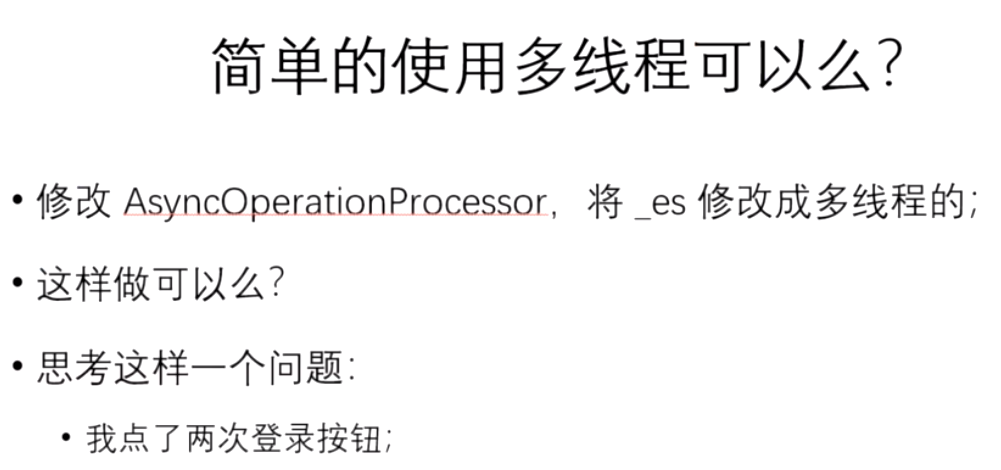 简单的使用多线程可以么？
• 修改 AsyncOperationProcessor，将 _es 修改成多线程的；
• 这样做可以么？
• 思考这样一个问题：
• 我点了两次登录按钮；